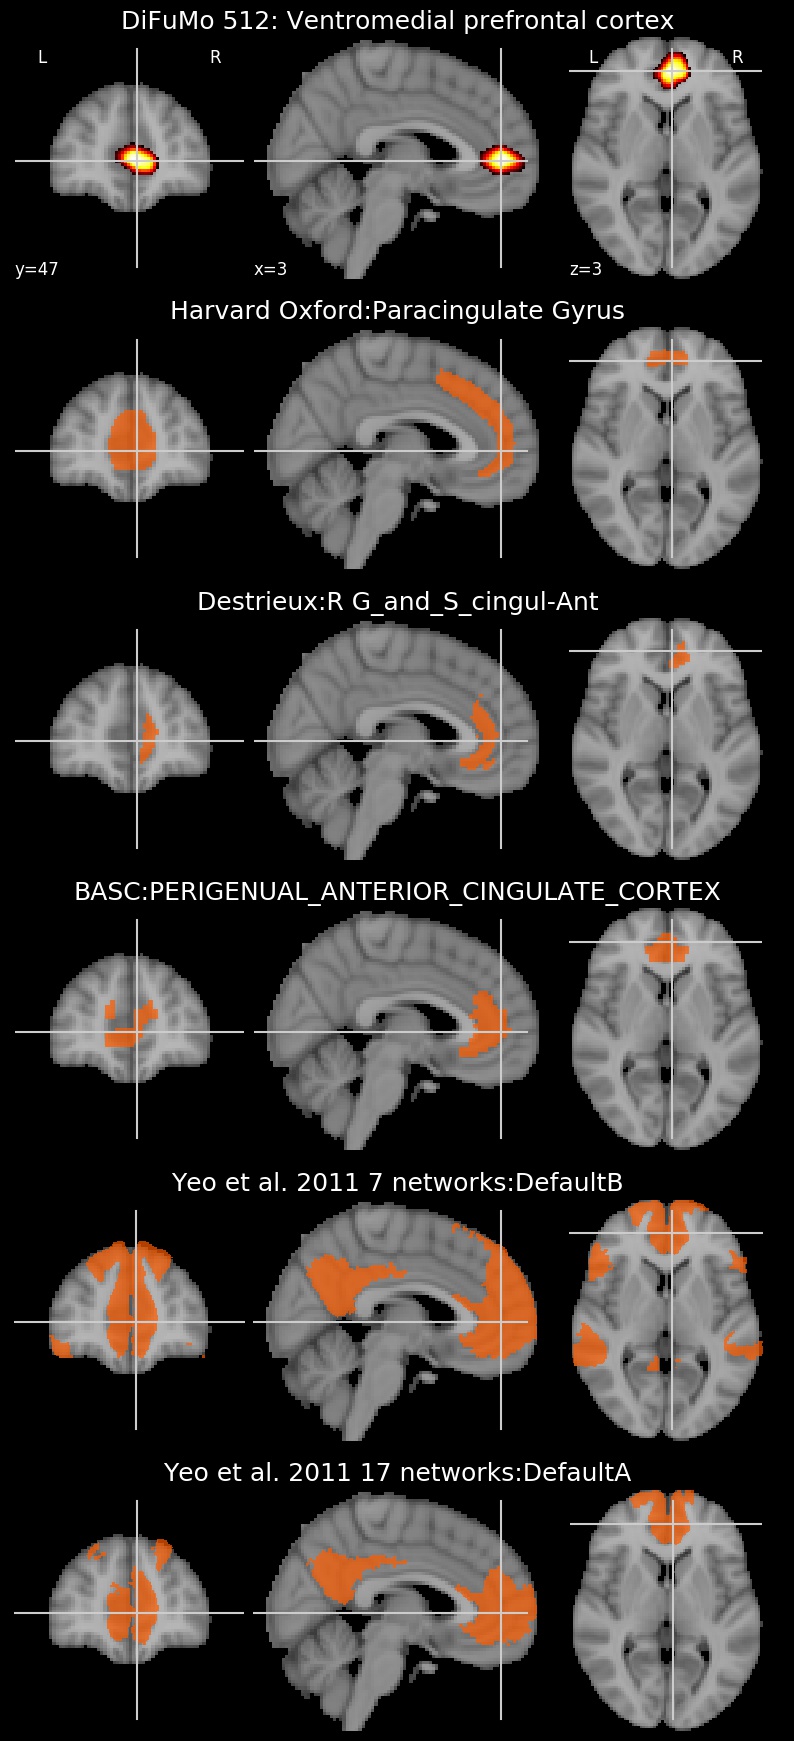 DiFuMo 512: Ventromedial prefrontal cortex
L R L R
y=47 x=3 z=3
Harvard Oxford:Paracingulate Gyrus
Destrieux:R G_and_S_cingul-Ant
BASC:PERIGENUAL_ANTERIOR_CINGULATE_CORTEX
Yeo et al. 2011 7 networks:DefaultB
Yeo et al. 2011 17 networks:DefaultA